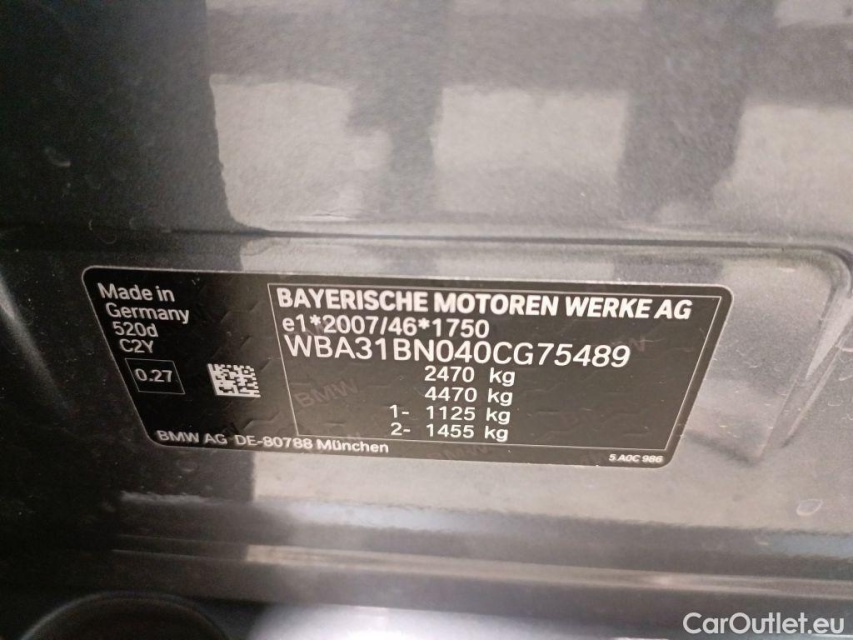 Made in
Germany
520d
C2Y
0.27
BMW AG DE-80788 München
BAYERISCHE MOTOREN WERKE AG
e1*2007/46*1750
WBA31BN040CG75489
2470 kg
4470 kg
1- 1125 kg
2- 1455 kg
BMW
5 A0C 986
CarOutlet.eu